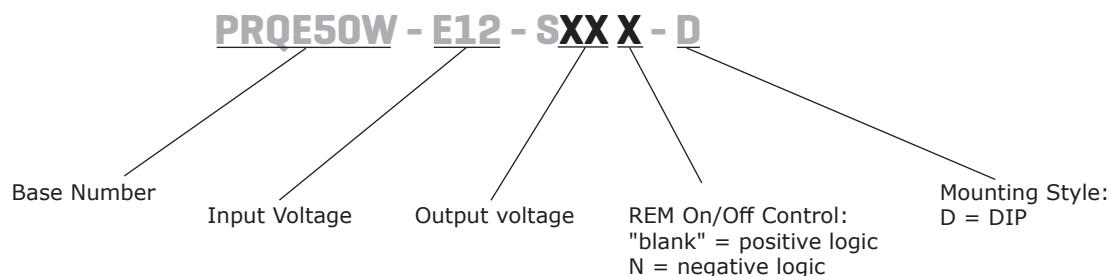 PRQE50W - E12 - SXX X - D
Base Number
Input Voltage
Output voltage
REM On/Off Control:
"blank" = positive logic
N = negative logic
Mounting Style:
D = DIP